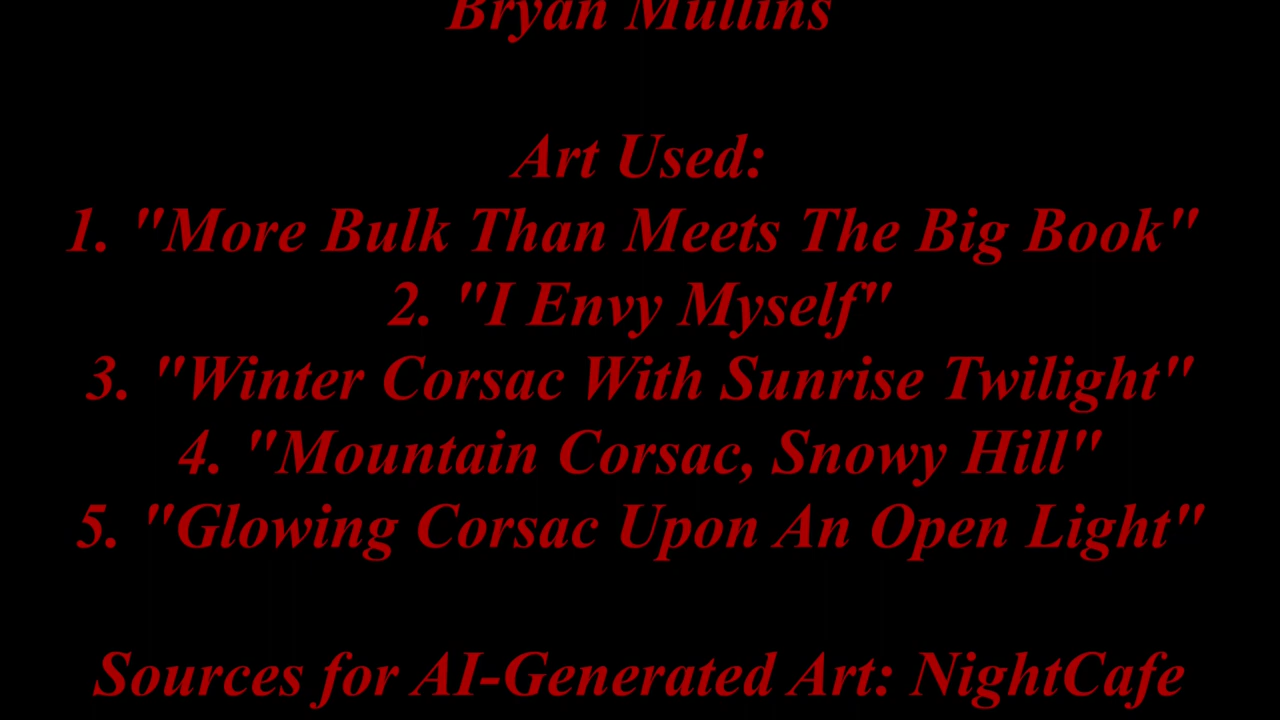 Bryan Mullins
Art Used:
1. "More Bulk Than Meets The Big Book"
2. "I Envy Myself"
3. "Winter Corsac With Sunrise Twilight"
4. "Mountain Corsac, Snowy Hill"
5. "Glowing Corsac Upon An Open Light"
Sources for AI-Generated Art: NightCafe